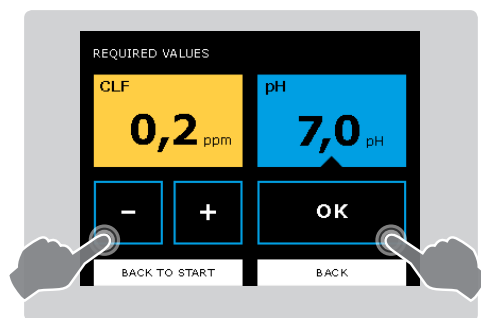 REQUIRED VALUES
CLF
0,2 ppm
pH
7,0 pH
-
+
OK
BACK TO START
BACK